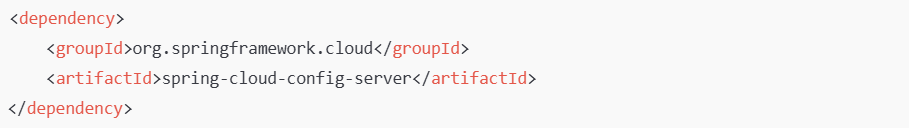 <dependency>
    <groupId>org.springframework.cloud</groupId>
    <artifactId>spring-cloud-config-server</artifactId>
</dependency>